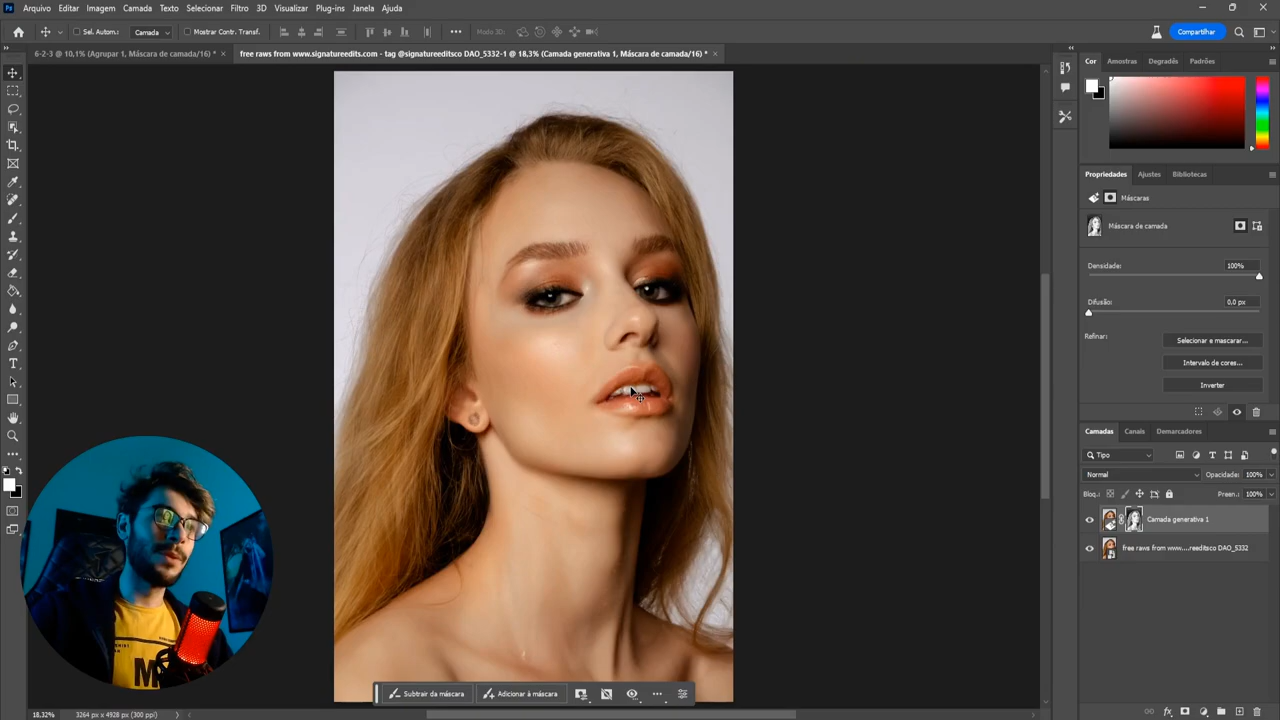 Arquivo Editar Imagem Camada Texto Selecionar Filtro 3D Visualizar Plug-ins Janela Ajuda
Sel. Autom.: Camada Mostrar Contr. Transf. Modo 3D: Compartilhar
6-2-3 @ 10,1% (Agrupar 1, Máscara de camada/16) * × free raws from www.signatureedits.com - tag @signatureeditsco DAO_5332-1 @ 18,3% (Camada generativa 1, Máscara de camada/16) * ×
Cor Amostras Degradês Padrões
Propriedades Ajustes Bibliotecas
Máscaras
Máscara de camada
Densidade: 100%
Difusão: 0,0 px
Refinar: Selecionar e mascarar...
Intervalo de cores...
Inverter
Camadas Canais Demarcadores
Tipo
Normal Opacidade: 100%
Bloq.: Preen.: 100%
Camada generativa 1
free raws from www....reeditsco DAO_5332
Subtrair da máscara Adicionar à máscara
18,32% 3264 px x 4928 px (300 ppi)